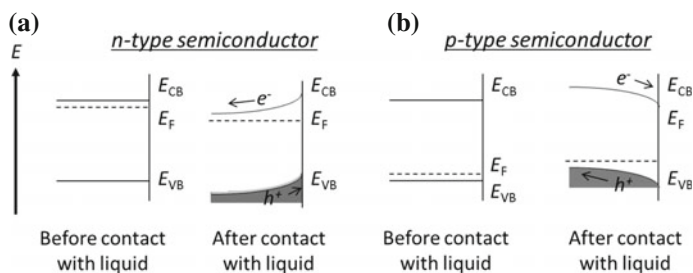 (a) n-type semiconductor
E
E_CB
E_F
E_VB
e⁻
E_CB
E_F
E_VB
h⁺
Before contact
with liquid
After contact
with liquid
(b) p-type semiconductor
E_CB
E_F
E_VB
e⁻
E_CB
E_F
E_VB
h⁺
Before contact
with liquid
After contact
with liquid